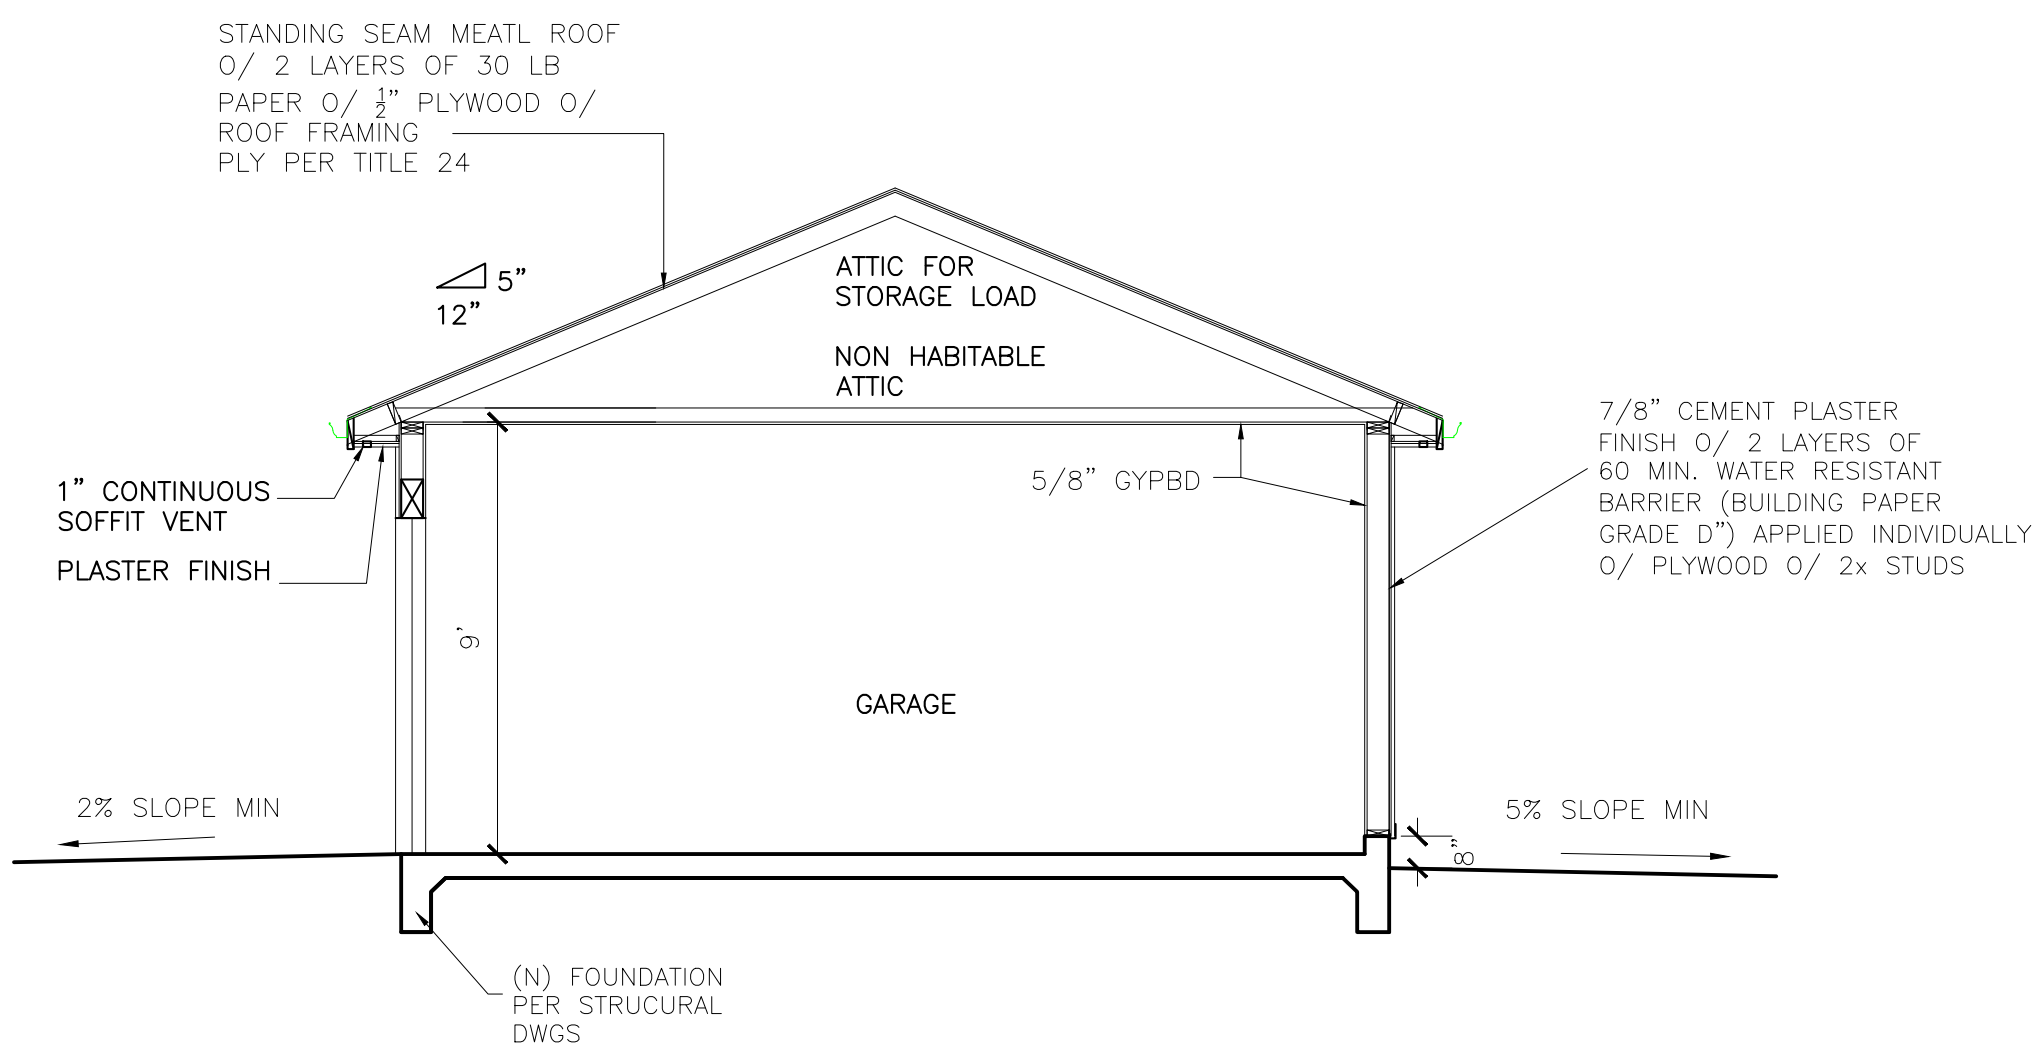 STANDING SEAM MEATL ROOF
O/ 2 LAYERS OF 30 LB
PAPER O/ ½” PLYWOOD O/
ROOF FRAMING
PLY PER TITLE 24
5”
12”
ATTIC FOR
STORAGE LOAD
NON HABITABLE
ATTIC
7/8” CEMENT PLASTER
FINISH O/ 2 LAYERS OF
60 MIN. WATER RESISTANT
BARRIER (BUILDING PAPER
GRADE D”) APPLIED INDIVIDUALLY
O/ PLYWOOD O/ 2x STUDS
1” CONTINUOUS
SOFFIT VENT
PLASTER FINISH
5/8” GYPBD
9’
GARAGE
2% SLOPE MIN
5% SLOPE MIN
8”
(N) FOUNDATION
PER STRUCURAL
DWGS